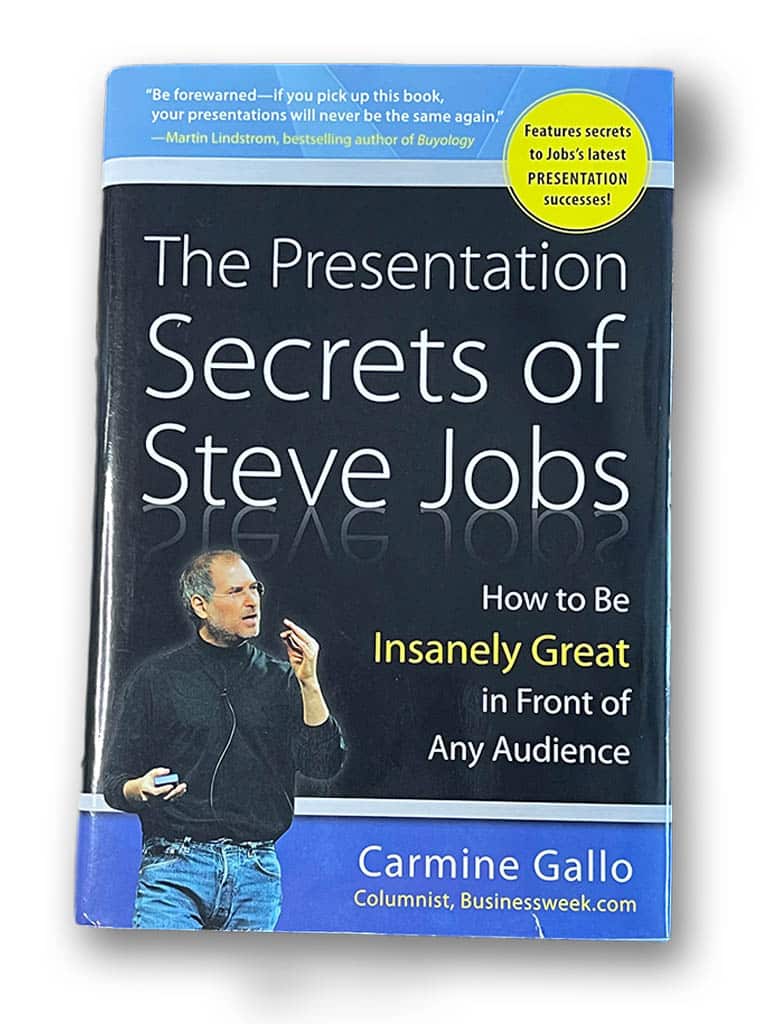 “Be forewarned—if you pick up this book,
your presentations will never be the same again.”
—Martin Lindstrom, bestselling author of Buyology
Features secrets
to Jobs’s latest
PRESENTATION
successes!
The Presentation
Secrets of
Steve Jobs
How to Be
Insanely Great
in Front of
Any Audience
Carmine Gallo
Columnist, Businessweek.com